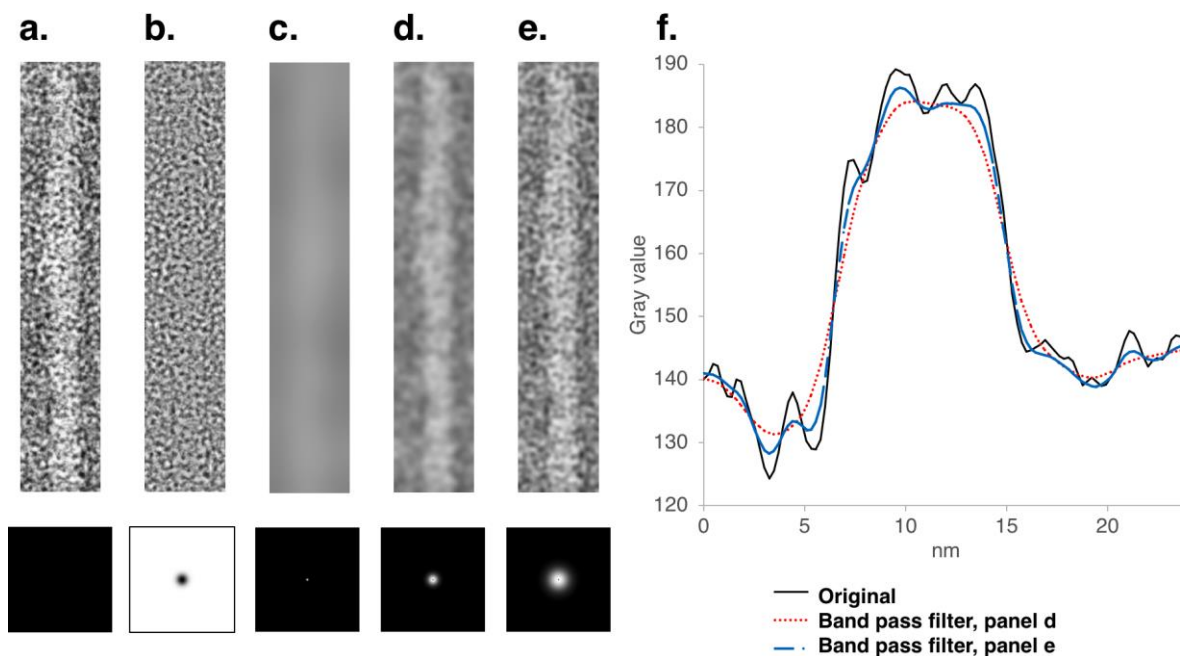 a. b. c. d. e. f.
190
180
170
160
150
140
130
120
Gray value
0 5 10 15 20
nm
Original
Band pass filter, panel d
Band pass filter, panel e